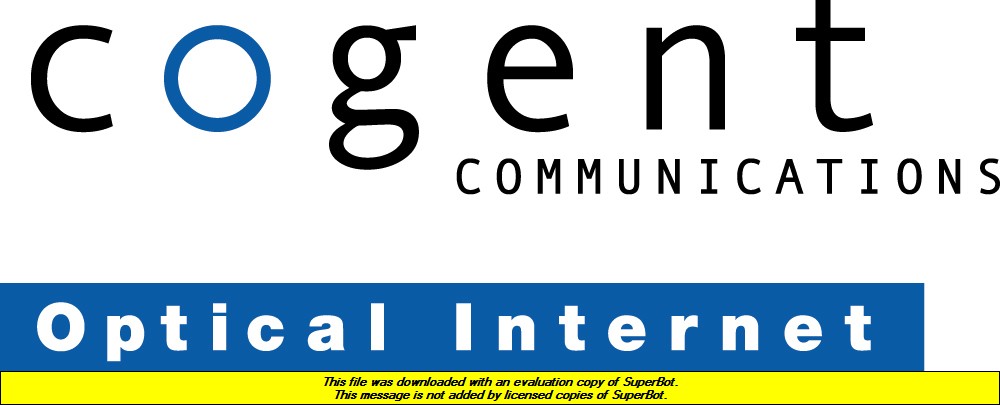 cogent
COMMUNICATIONS
Optical Internet
This file was downloaded with an evaluation copy of SuperBot.
This message is not added by licensed copies of SuperBot.